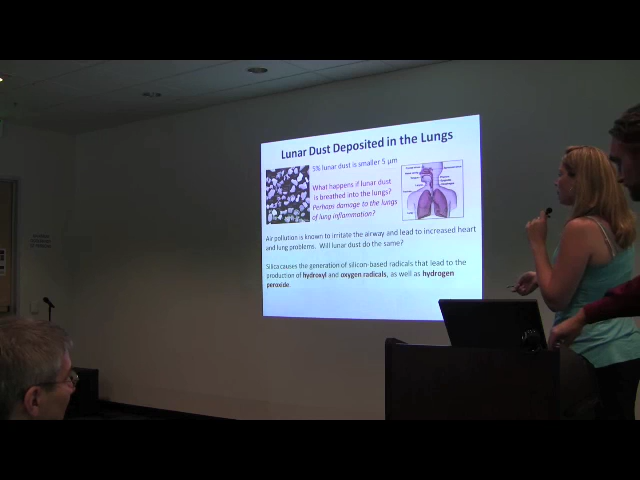 Lunar Dust Deposited in the Lungs
5% lunar dust is smaller 5 µm
What happens if lunar dust
is breathed into the lungs?
Perhaps damage to the lungs
of lung inflammation?
Air pollution is known to irritate the airway and lead to increased heart
and lung problems. Will lunar dust do the same?
Silica causes the generation of silicon-based radicals that lead to the
production of hydroxyl and oxygen radicals, as well as hydrogen
peroxide.